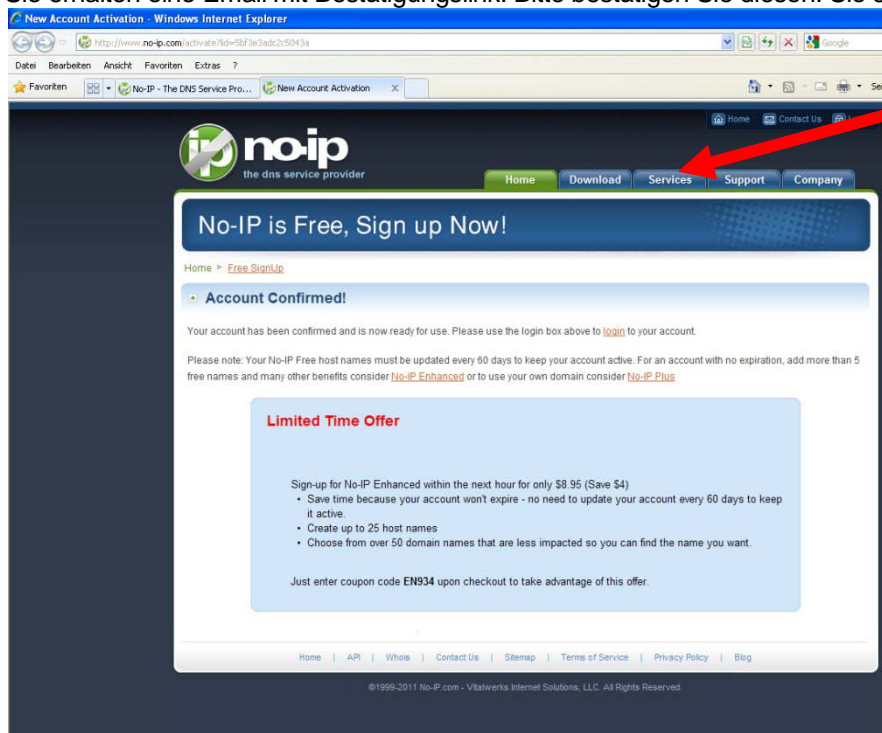 Sie erhalten eine Email mit Bestätigungslink. Bitte bestätigen Sie diesen. Sie
New Account Activation - Windows Internet Explorer
http://www.no-ip.com/activate?lid=5bf3e3adc2c5043a
Google
Datei Bearbeiten Ansicht Favoriten Extras ?
Favoriten No-IP - The DNS Service Pro... New Account Activation X
Home Contact Us
no-ip
the dns service provider
Home Download Services Support Company
No-IP is Free, Sign up Now!
Home Free SignUp
Account Confirmed!
Your account has been confirmed and is now ready for use. Please use the login box above to login to your account.
Please note: Your No-IP Free host names must be updated every 60 days to keep your account active. For an account with no expiration, add more than 5
free names and many other benefits consider No-IP Enhanced or to use your own domain consider No-IP Plus
Limited Time Offer
Sign-up for No-IP Enhanced within the next hour for only $8.95 (Save $4)
• Save time because your account won't expire - no need to update your account every 60 days to keep
it active.
• Create up to 25 host names
• Choose from over 50 domain names that are less impacted so you can find the name you want.
Just enter coupon code EN934 upon checkout to take advantage of this offer.
Home | API | Whois | Contact Us | Sitemap | Terms of Service | Privacy Policy | Blog
©1999-2011 No-IP.com - Vitalwerks Internet Solutions, LLC. All Rights Reserved.